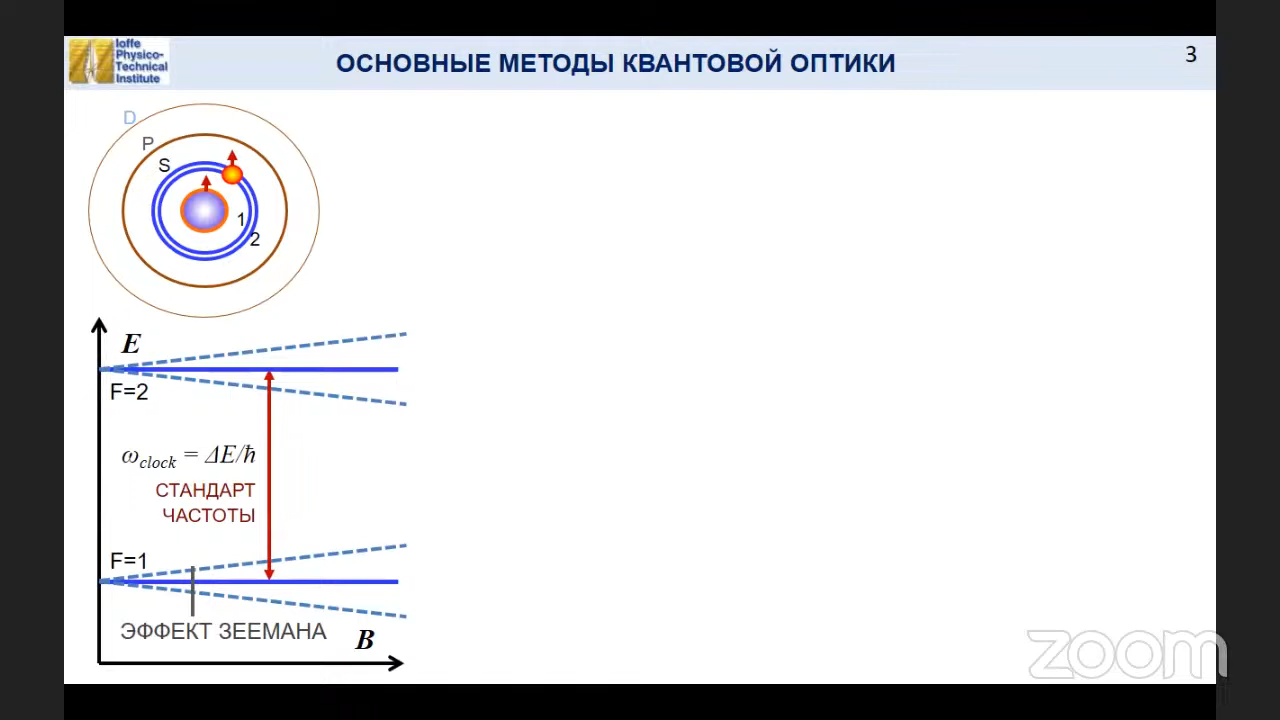 Ioffe
Physico-
Technical
Institute
ОСНОВНЫЕ МЕТОДЫ КВАНТОВОЙ ОПТИКИ
3
D
P
S
1
2
E
F=2
ω_clock = ΔE/ħ
СТАНДАРТ
ЧАСТОТЫ
F=1
ЭФФЕКТ ЗЕЕМАНА
B
zoom